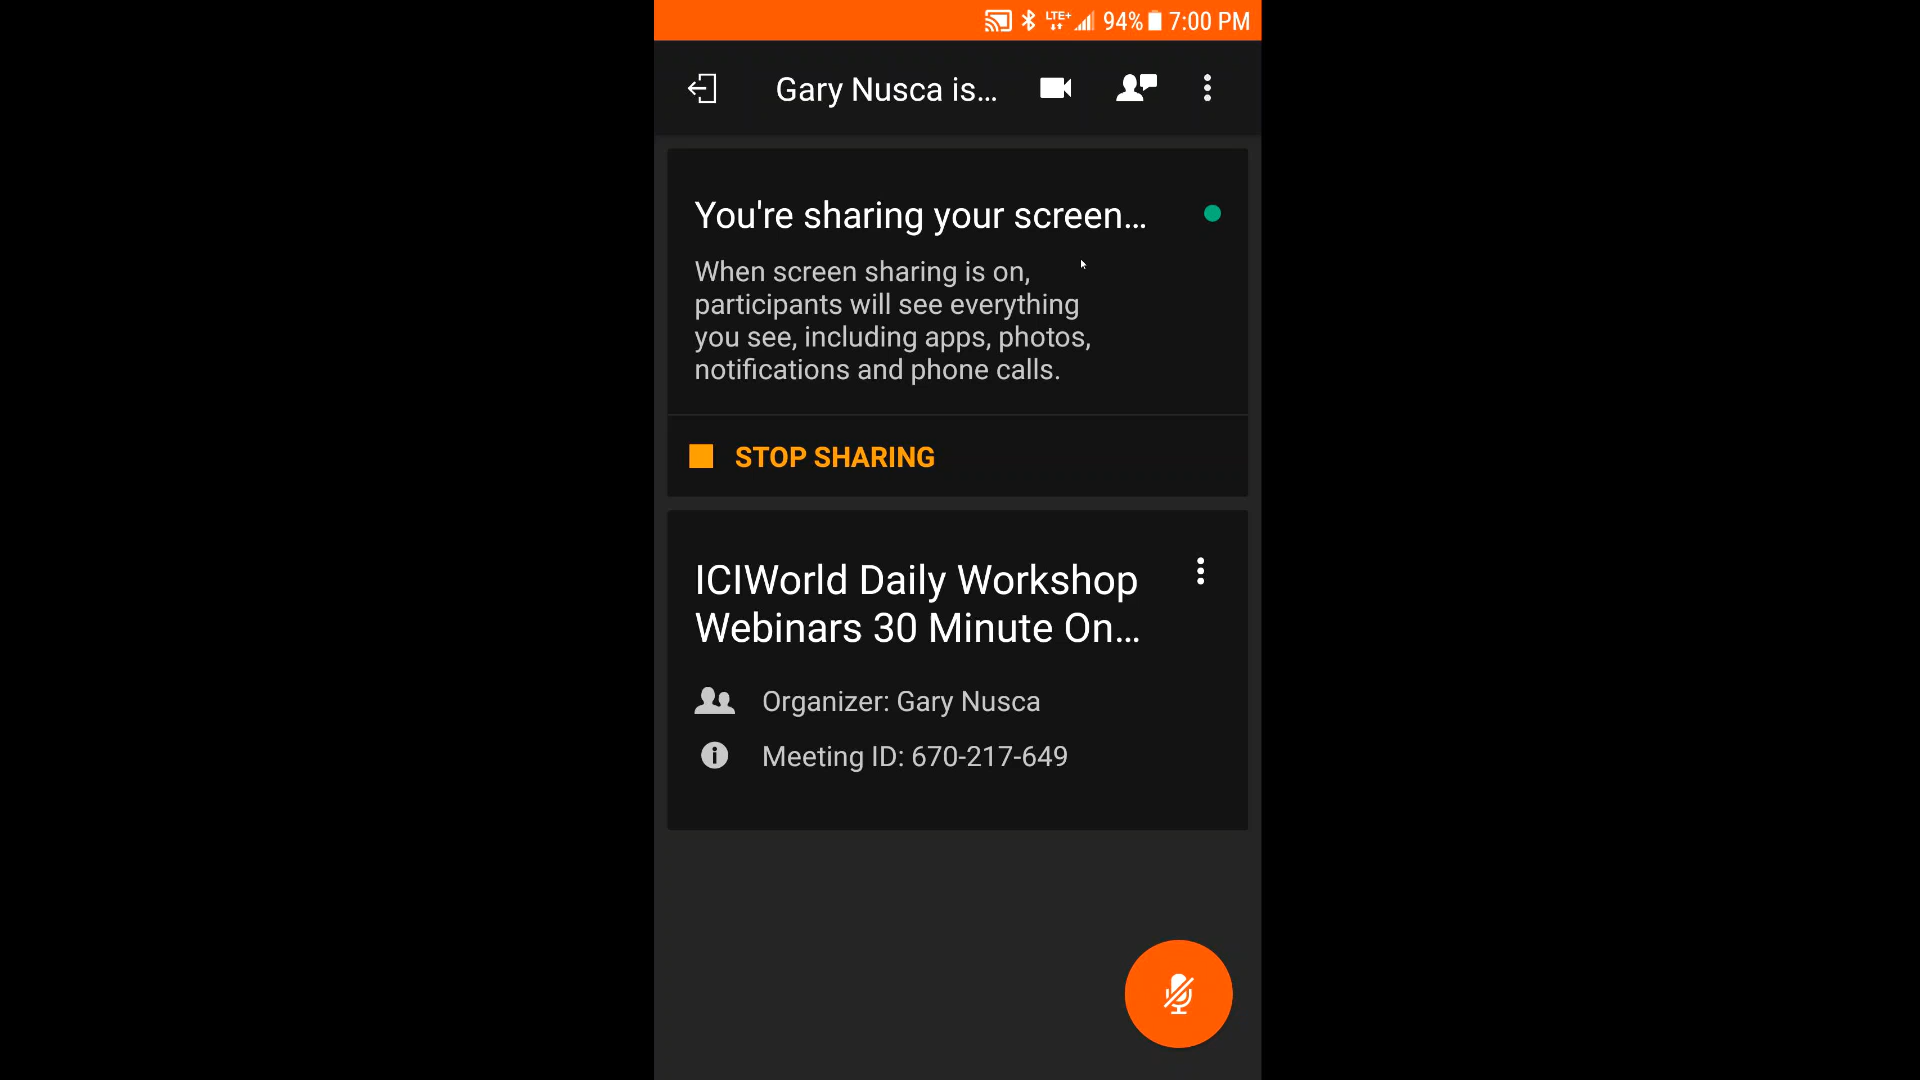 LTE+ 94% 7:00 PM
Gary Nusca is...
You're sharing your screen...
When screen sharing is on,
participants will see everything
you see, including apps, photos,
notifications and phone calls.
STOP SHARING
ICIWorld Daily Workshop
Webinars 30 Minute On...
Organizer: Gary Nusca
Meeting ID: 670-217-649